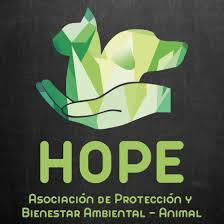 HOPE
Asociación de Protección y
Bienestar Ambiental - Animal